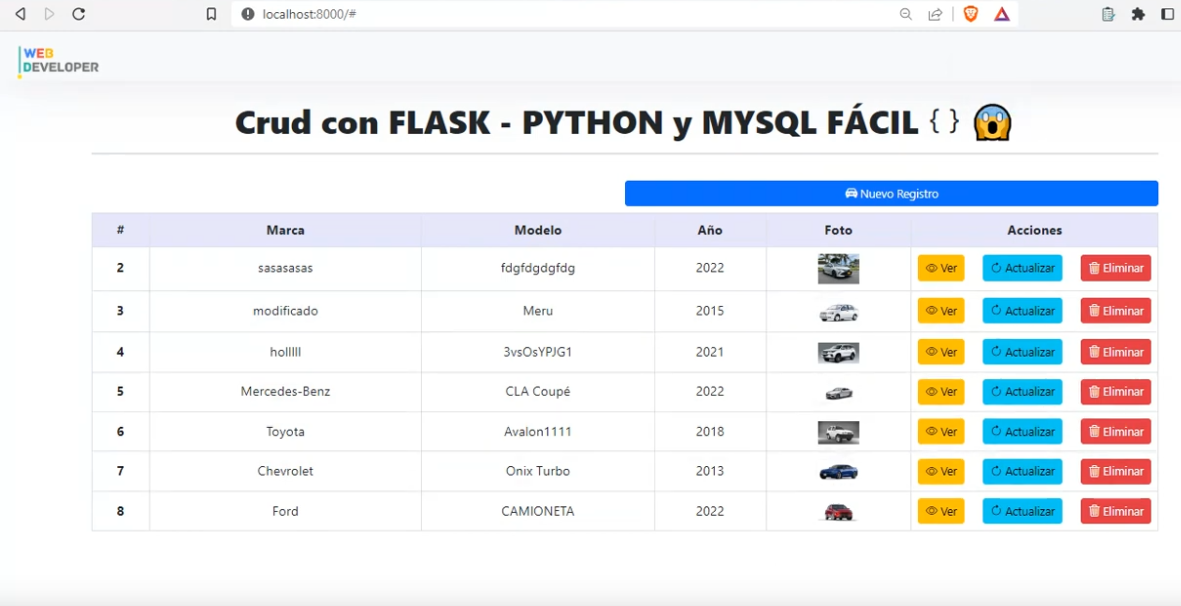 localhost:8000/#
WEB
DEVELOPER
Crud con FLASK - PYTHON y MYSQL FÁCIL { } 😱
Nuevo Registro
# Marca Modelo Año Foto Acciones
2 sasasasas fdgfdgdgfdg 2022 Ver Actualizar Eliminar
3 modificado Meru 2015 Ver Actualizar Eliminar
4 holllll 3vsOsYPJG1 2021 Ver Actualizar Eliminar
5 Mercedes-Benz CLA Coupé 2022 Ver Actualizar Eliminar
6 Toyota Avalon1111 2018 Ver Actualizar Eliminar
7 Chevrolet Onix Turbo 2013 Ver Actualizar Eliminar
8 Ford CAMIONETA 2022 Ver Actualizar Eliminar